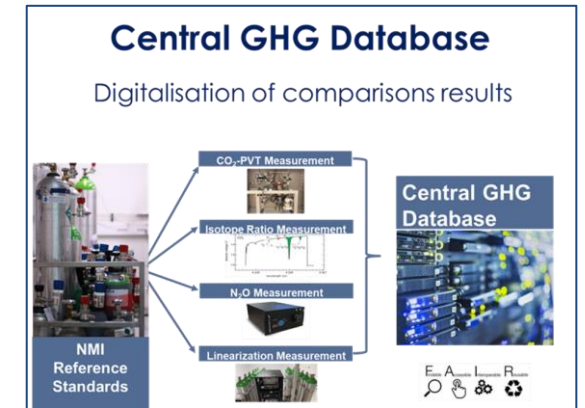 Central GHG Database
Digitalisation of comparisons results
CO₂-PVT Measurement
Isotope Ratio Measurement
N₂O Measurement
Linearization Measurement
NMI
Reference
Standards
Central GHG
Database
Findable Accessible Interoperable Reusable